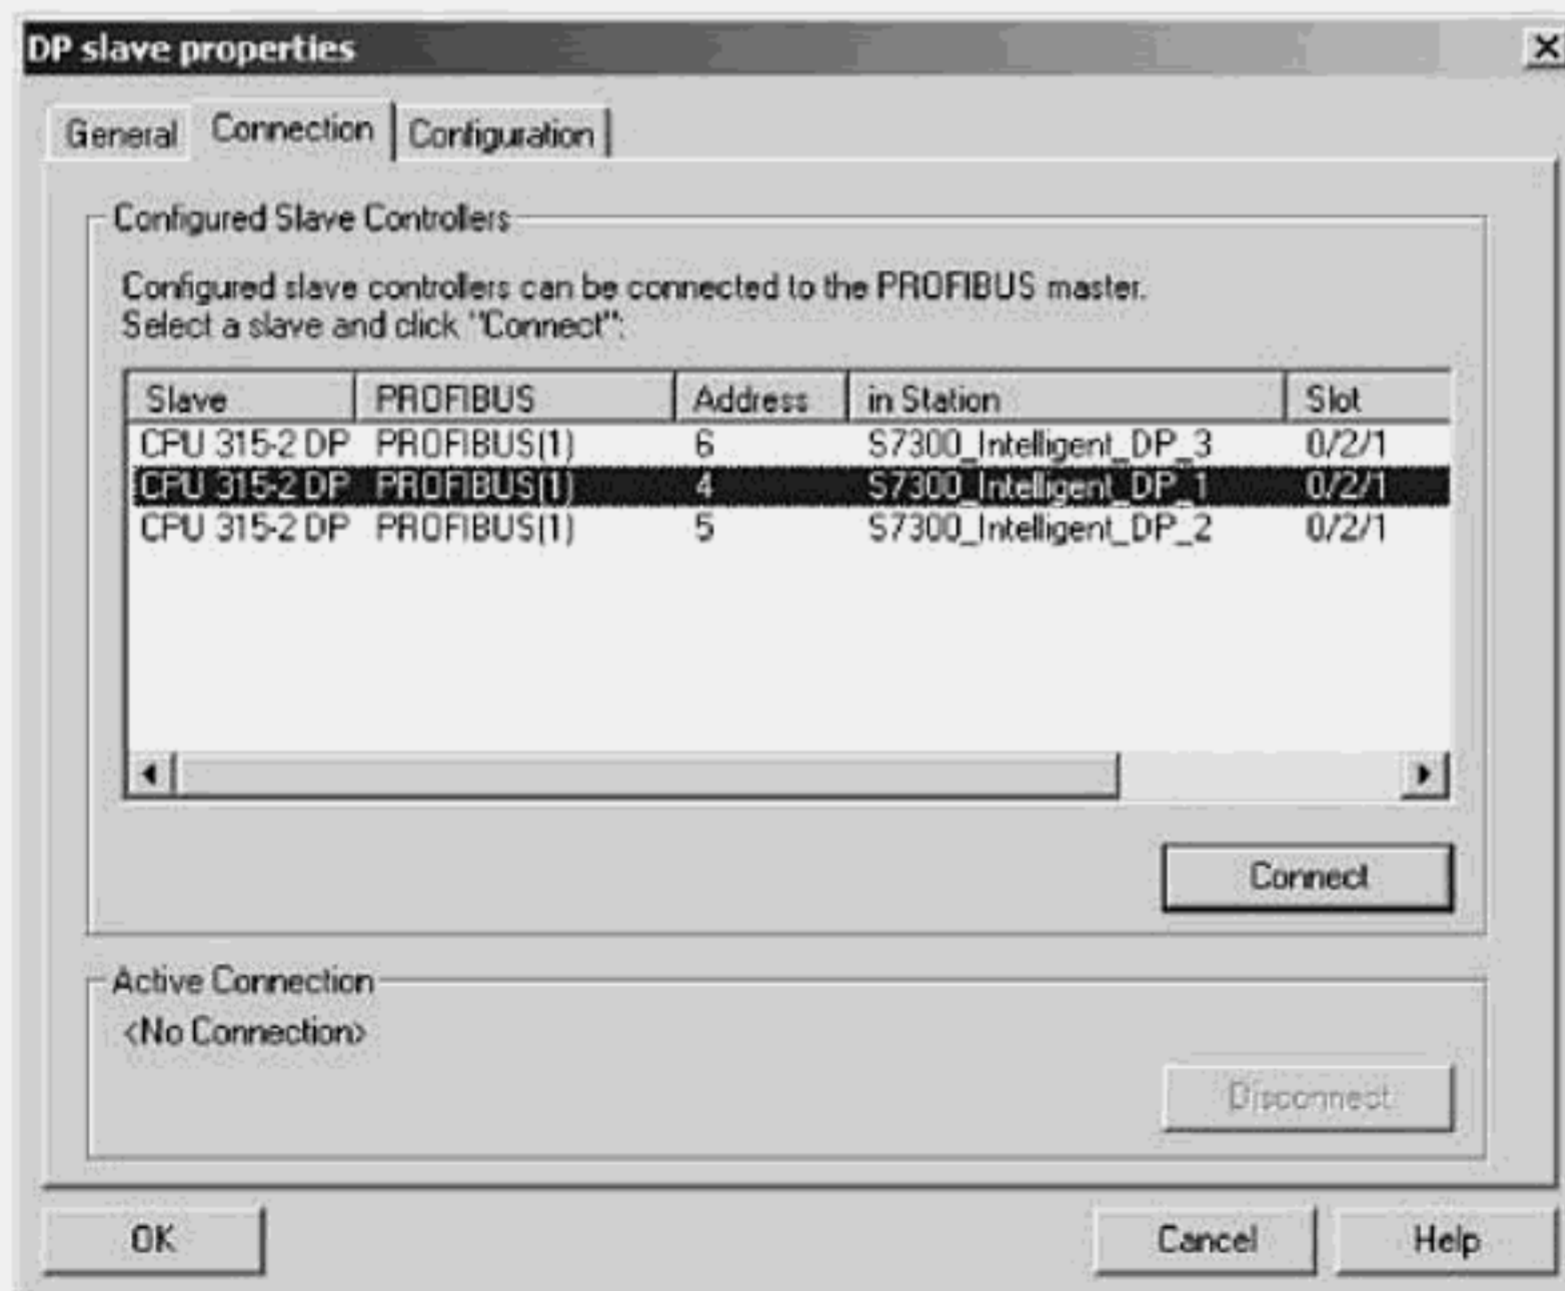 DP slave properties
General Connection Configuration
Configured Slave Controllers
Configured slave controllers can be connected to the PROFIBUS master.
Select a slave and click "Connect":
Slave PROFIBUS Address in Station Slot
CPU 315-2 DP PROFIBUS(1) 6 S7300_Intelligent_DP_3 0/2/1
CPU 315-2 DP PROFIBUS(1) 4 S7300_Intelligent_DP_1 0/2/1
CPU 315-2 DP PROFIBUS(1) 5 S7300_Intelligent_DP_2 0/2/1
Connect
Active Connection
<No Connection>
Disconnect
OK Cancel Help